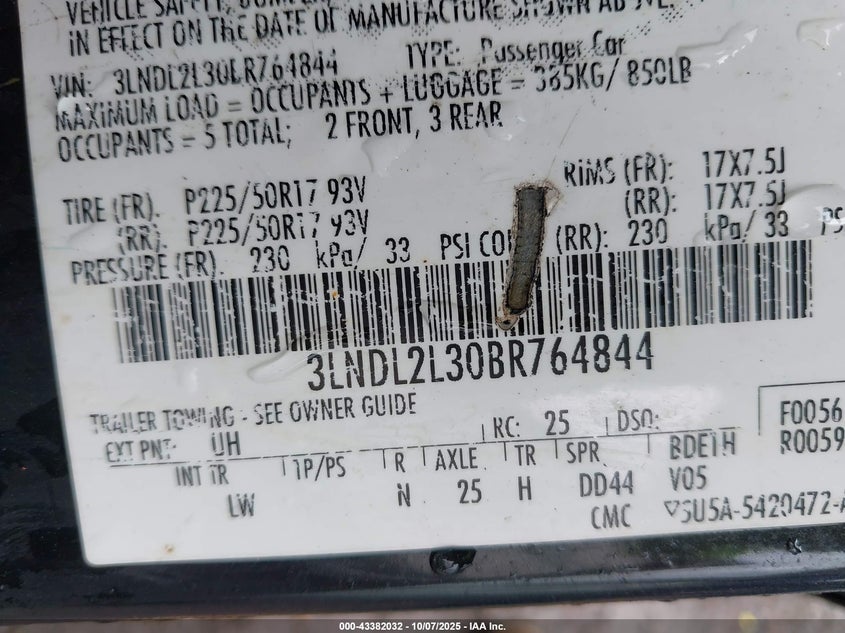 VEHICLE SAFETY,
IN EFFECT ON THE DATE OF MANUFACTURE SHOWN ABOVE.
VIN: 3LNDL2L30BR764844 TYPE: Passenger Car
MAXIMUM LOAD = OCCUPANTS + LUGGAGE = 385KG/ 850LB
OCCUPANTS = 5 TOTAL; 2 FRONT, 3 REAR
TIRE (FR). P225/50R17 93V RIMS (FR): 17X7.5J
(RR). P225/50R17 93V (RR): 17X7.5J
PRESSURE (FR). 230 kPa/ 33 PSI (RR): 230 kPa/ 33 PS
3LNDL2L30BR764844
TRAILER TOWING - SEE OWNER GUIDE
EXT PNT: UH RC: 25 DSO: F0056
INT TR TP/PS R AXLE TR SPR BDE1H R0059
LW N 25 H DD44 V05
CMC 5U5A-5420472-A
000-43382032 - 10/07/2025 - IAA Inc.